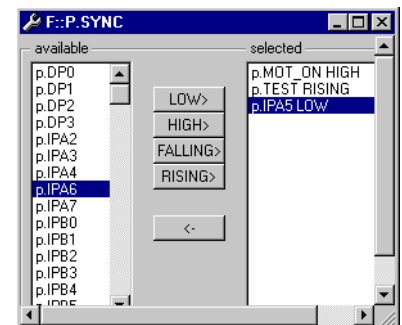 F::P.SYNC
available
selected
p.DP0
p.DP1
p.DP2
p.DP3
p.IPA2
p.IPA3
p.IPA4
p.IPA6
p.IPA7
p.IPB0
p.IPB1
p.IPB2
p.IPB3
p.IPB4
p.IPB5
LOW>
HIGH>
FALLING>
RISING>
<-
p.MOT_ON HIGH
p.TEST RISING
p.IPA5 LOW